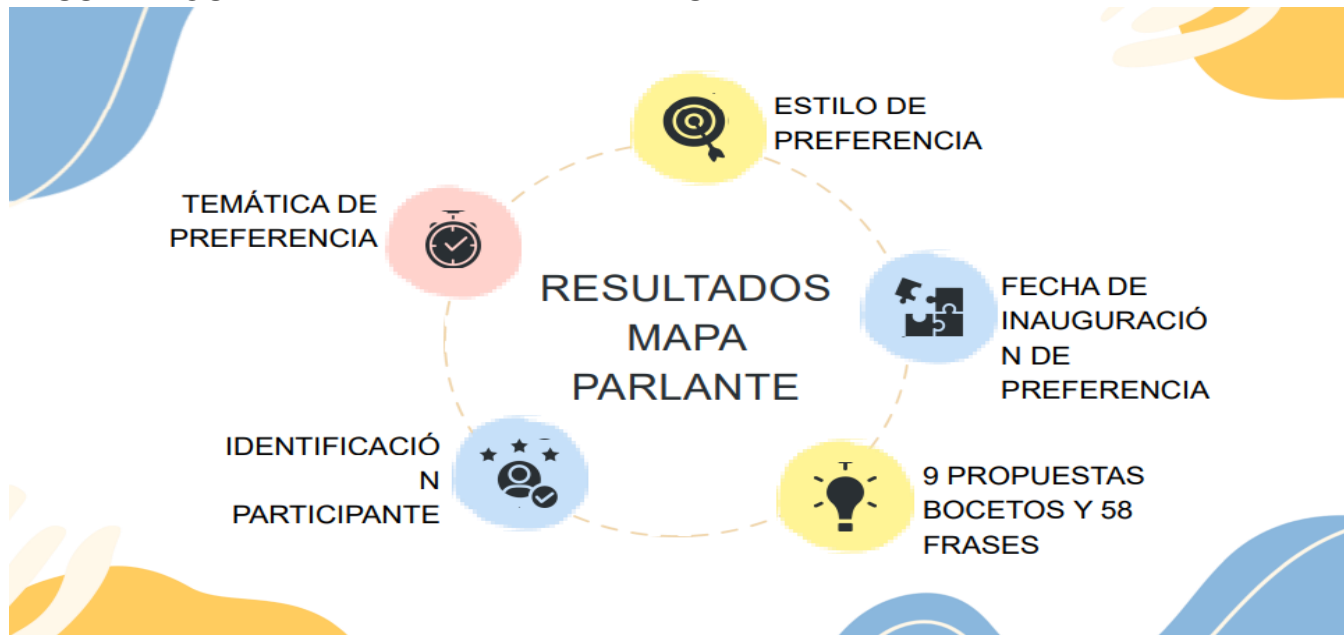 ESTILO DE
PREFERENCIA
TEMÁTICA DE
PREFERENCIA
RESULTADOS
MAPA
PARLANTE
FECHA DE
INAUGURACIÓ
N DE
PREFERENCIA
IDENTIFICACIÓ
N
PARTICIPANTE
9 PROPUESTAS
BOCETOS Y 58
FRASES